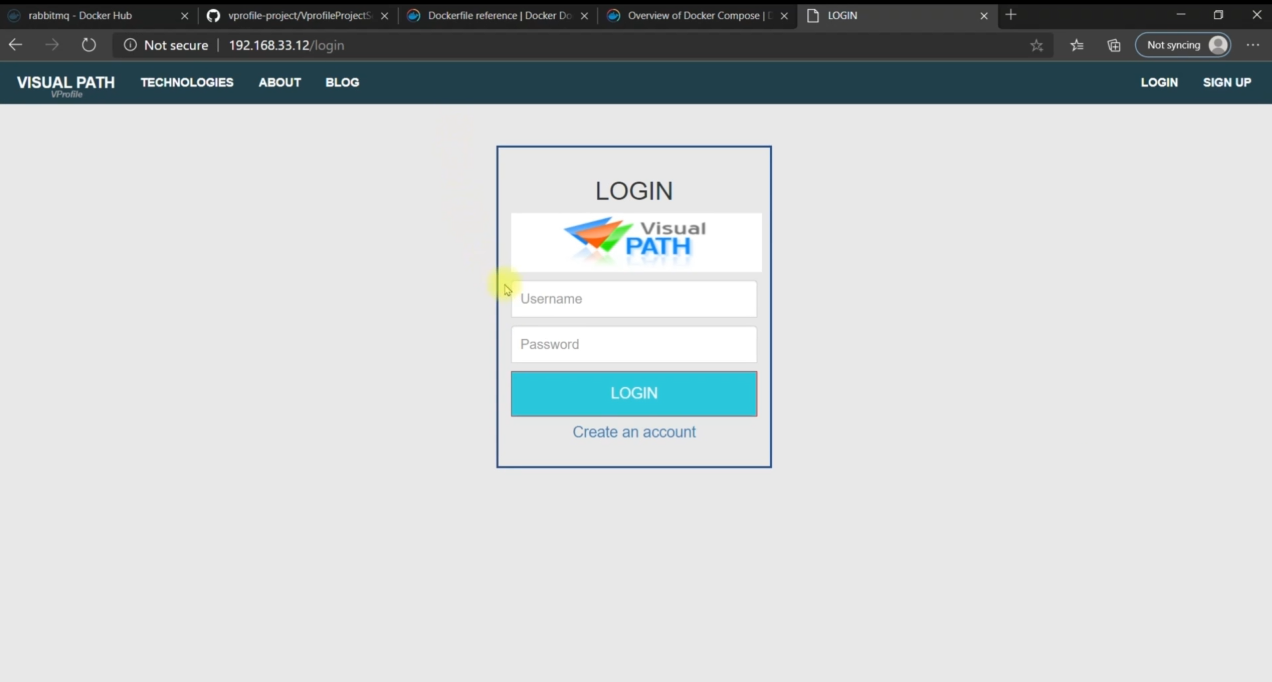 rabbitmq - Docker Hub
vprofile-project/VprofileProjectS
Dockerfile reference | Docker Do
Overview of Docker Compose | D
LOGIN
Not secure | 192.168.33.12/login
Not syncing
VISUAL PATH
VProfile
TECHNOLOGIES
ABOUT
BLOG
LOGIN
SIGN UP
LOGIN
Visual
PATH
Username
Password
LOGIN
Create an account